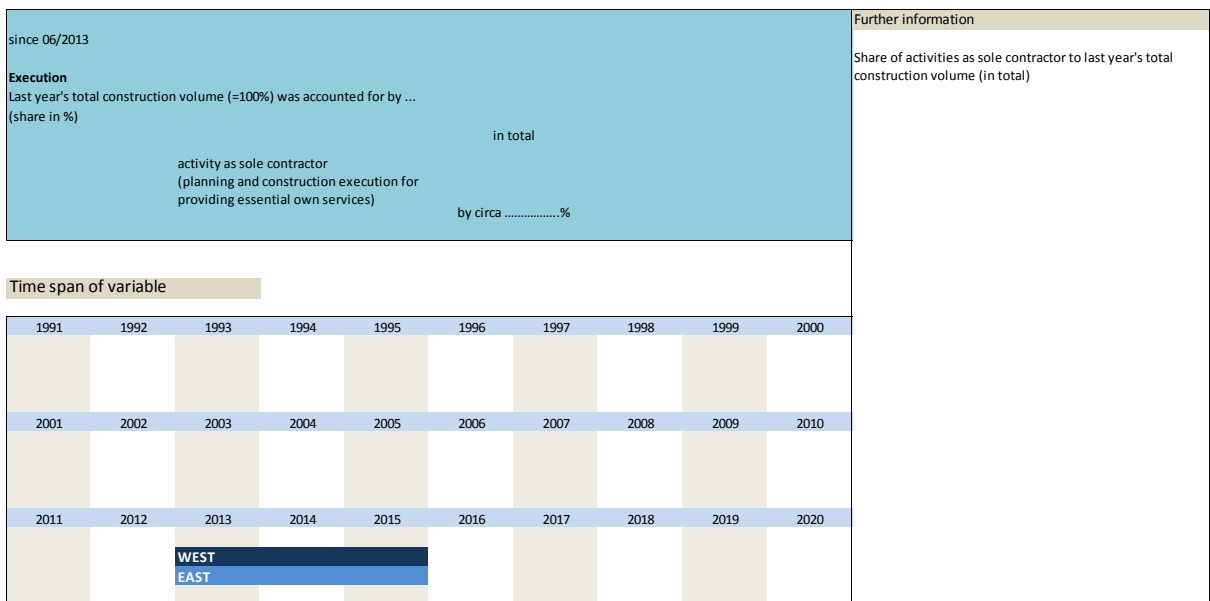 since 06/2013
Execution
Last year's total construction volume (=100%) was accounted for by ...
(share in %)
in total
activity as sole contractor
(planning and construction execution for
providing essential own services)
by circa ……………..%
Further information
Share of activities as sole contractor to last year's total
construction volume (in total)
Time span of variable
1991 1992 1993 1994 1995 1996 1997 1998 1999 2000
2001 2002 2003 2004 2005 2006 2007 2008 2009 2010
2011 2012 2013 2014 2015 2016 2017 2018 2019 2020
WEST
EAST